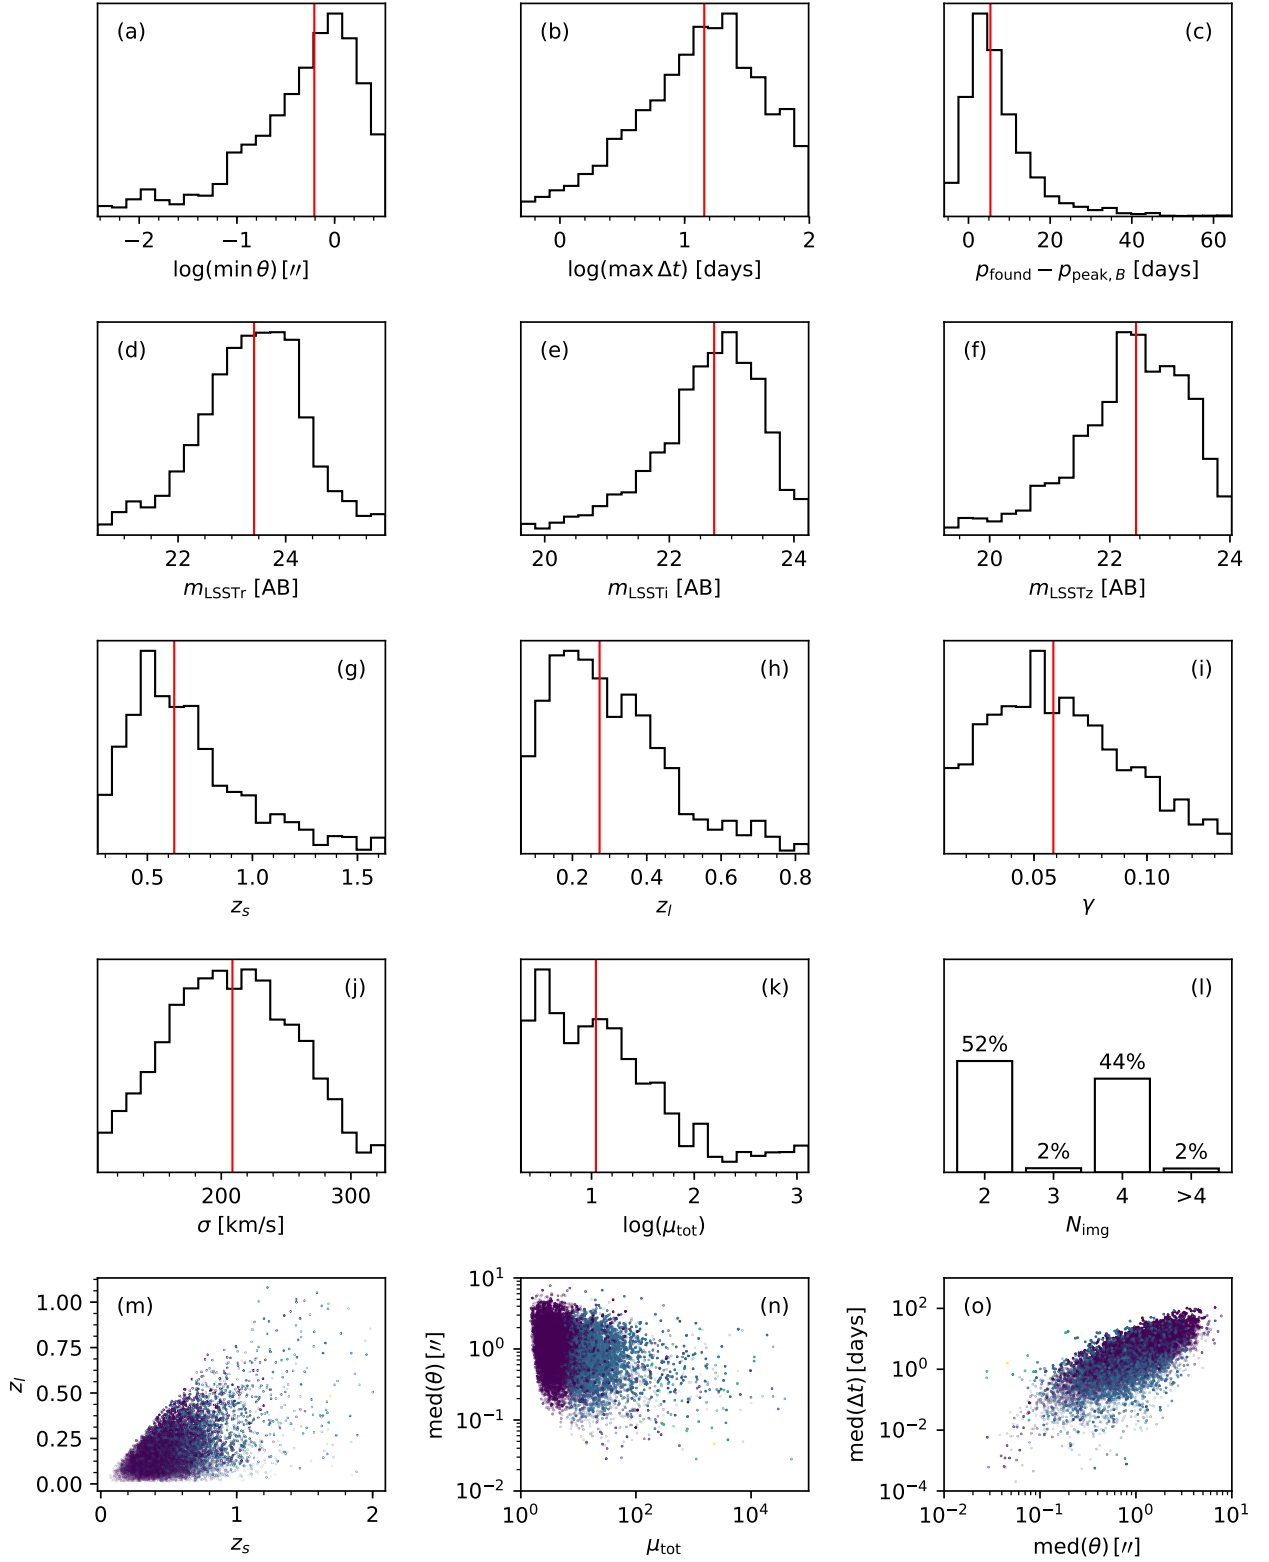 (a) (b) (c)
−2 −1 0 0 1 2 0 20 40 60
log(min θ) [″] log(max Δt) [days] p_found − p_peak, B [days]
(d) (e) (f)
22 24 20 22 24 20 22 24
m_LSSTr [AB] m_LSSTi [AB] m_LSSTz [AB]
(g) (h) (i)
0.5 1.0 1.5 0.2 0.4 0.6 0.8 0.05 0.10
z_s z_l γ
(j) (k) (l)
52% 44%
2% 2%
200 300 1 2 3 2 3 4 >4
σ [km/s] log(μ_tot) N_img
(m) (n) (o)
1.00
0.75
0.50
0.25
0.00
z_l
0 1 2
z_s
10^1
10^0
10^−1
10^−2
med(θ) [″]
10^0 10^2 10^4
μ_tot
10^2
10^0
10^−2
10^−4
med(Δt) [days]
10^−2 10^−1 10^0 10^1
med(θ) [″]